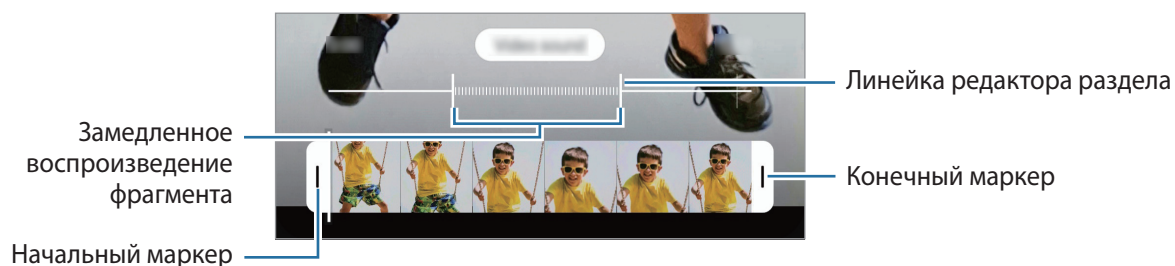 Video sound
Линейка редактора раздела
Замедленное
воспроизведение
фрагмента
Конечный маркер
Начальный маркер